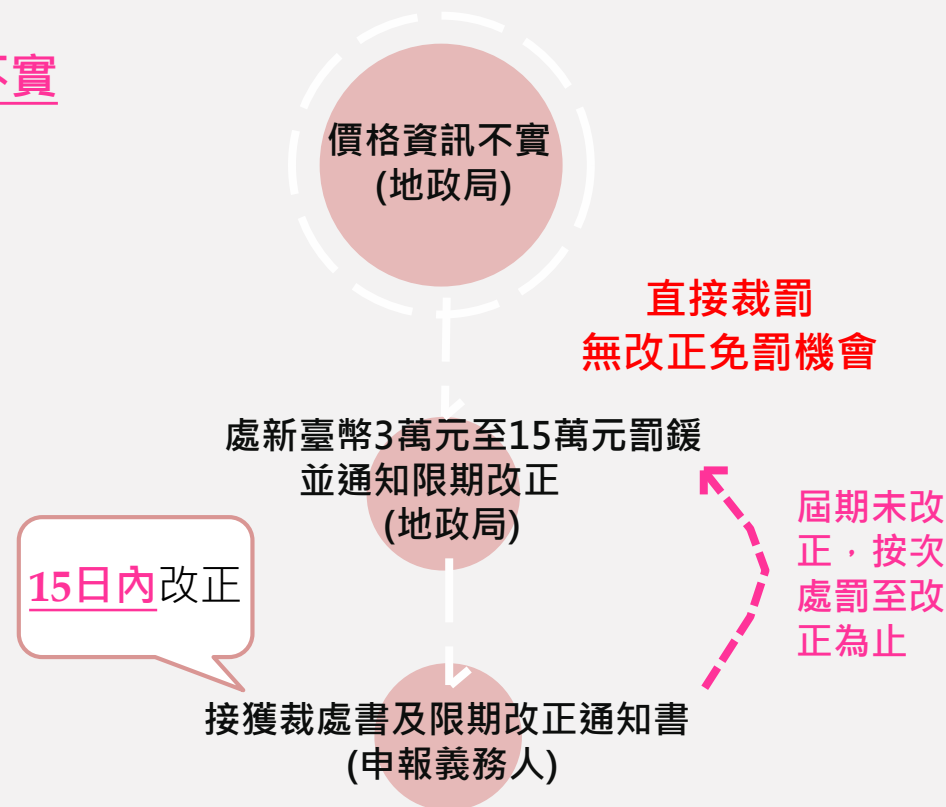 不實
價格資訊不實
(地政局)
直接裁罰
無改正免罰機會
處新臺幣3萬元至15萬元罰鍰
並通知限期改正
(地政局)
屆期未改
正，按次
處罰至改
正為止
15日內改正
接獲裁處書及限期改正通知書
(申報義務人)